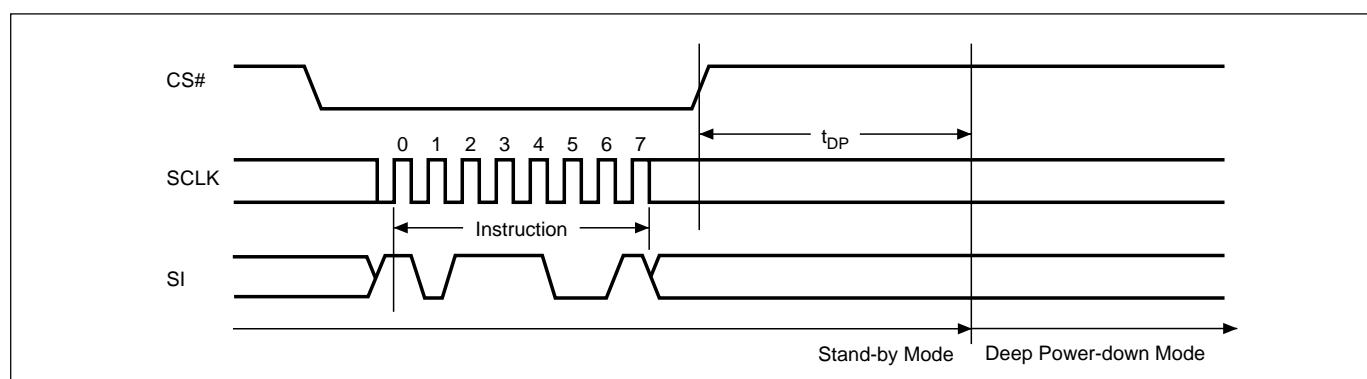 CS#
t_DP
0 1 2 3 4 5 6 7
SCLK
Instruction
SI
Stand-by Mode Deep Power-down Mode